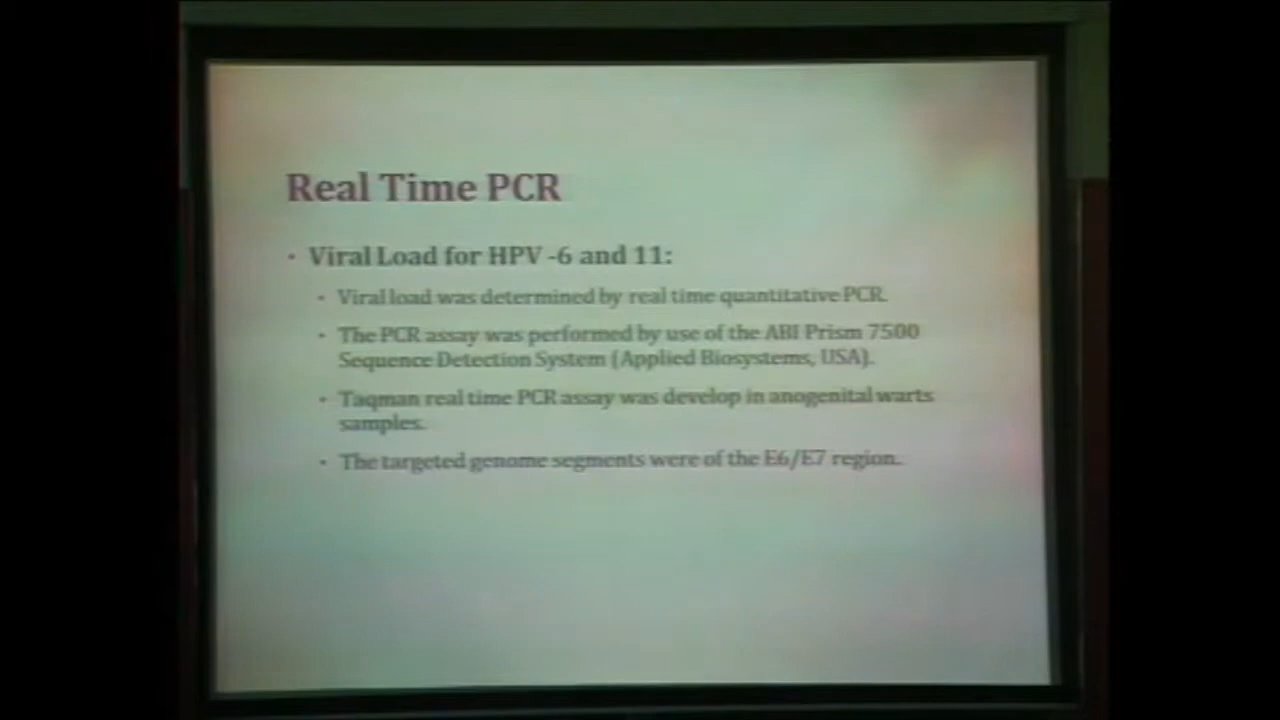 Real Time PCR
• Viral Load for HPV -6 and 11:
• Viral load was determined by real time quantitative PCR.
• The PCR assay was performed by use of the ABI Prism 7500
Sequence Detection System (Applied Biosystems, USA).
• Taqman real time PCR assay was develop in anogenital warts
samples.
• The targeted genome segments were of the E6/E7 region.